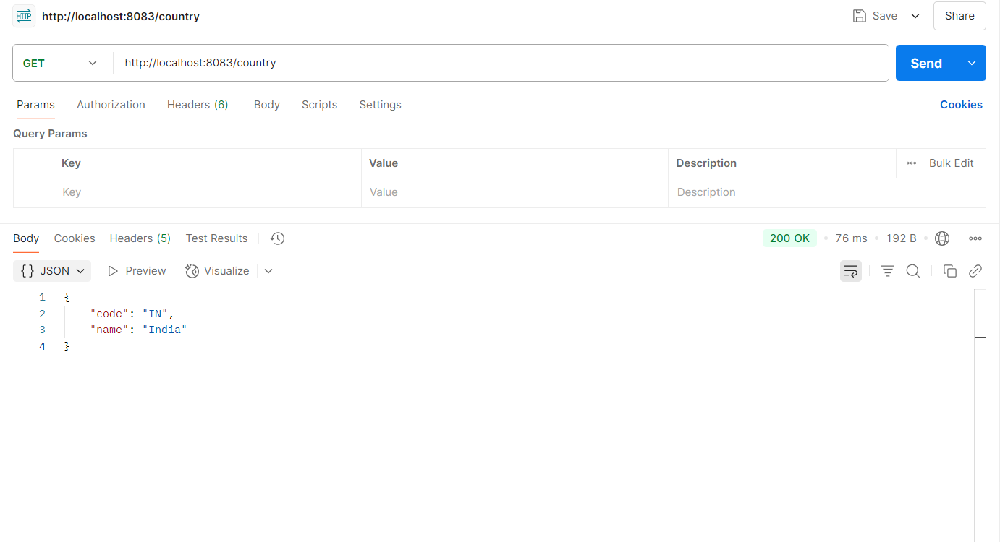 HTTP http://localhost:8083/country Save Share
GET http://localhost:8083/country Send
Params Authorization Headers (6) Body Scripts Settings Cookies
Query Params
Key Value Description Bulk Edit
Key Value Description
Body Cookies Headers (5) Test Results 200 OK • 76 ms • 192 B •
{} JSON Preview Visualize
1 {
2 "code": "IN",
3 "name": "India"
4 }